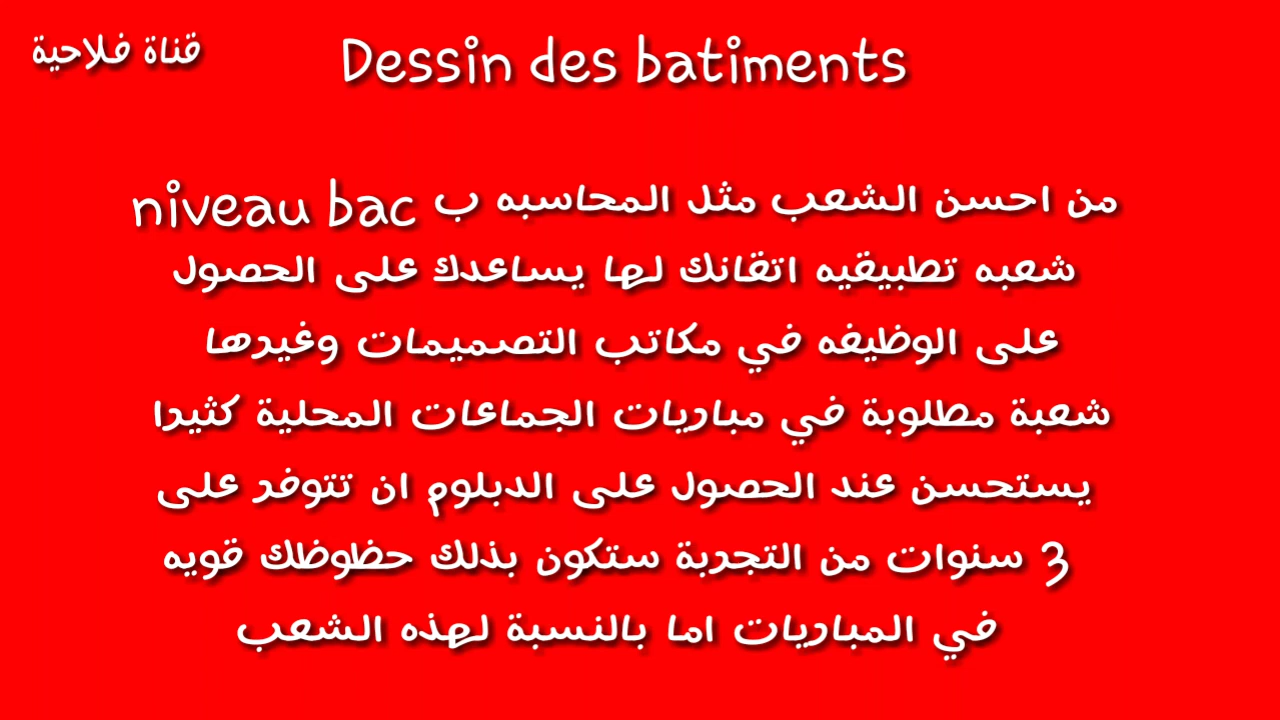 قناة فلاحية
Dessin des batiments
من احسن الشعب مثل المحاسبه ب niveau bac
شعبه تطبيقيه اتقانك لها يساعدك على الحصول
على الوظيفه في مكاتب التصميمات وغيرها
شعبة مطلوبة في مباريات الجماعات المحلية كثيرا
يستحسن عند الحصول على الدبلوم ان تتوفر على
3 سنوات من التجربة ستكون بذلك حظوظك قويه
في المباريات اما بالنسبة لهذه الشعب